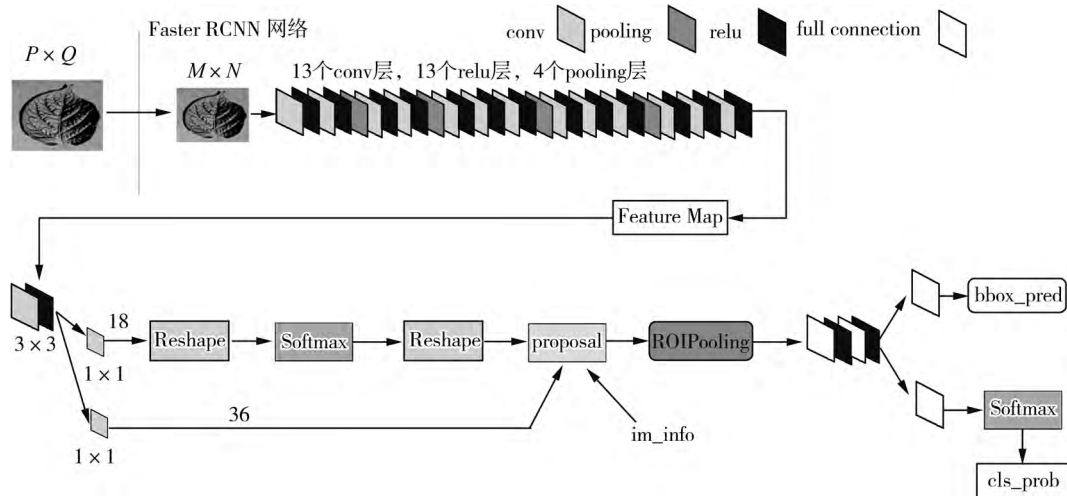 Faster RCNN 网络
conv
pooling
relu
full connection
P × Q
M × N
13个conv层，13个relu层，4个pooling层
Feature Map
3 × 3
18
1 × 1
Reshape
Softmax
Reshape
proposal
ROIPooling
bbox_pred
36
1 × 1
im_info
Softmax
cls_prob